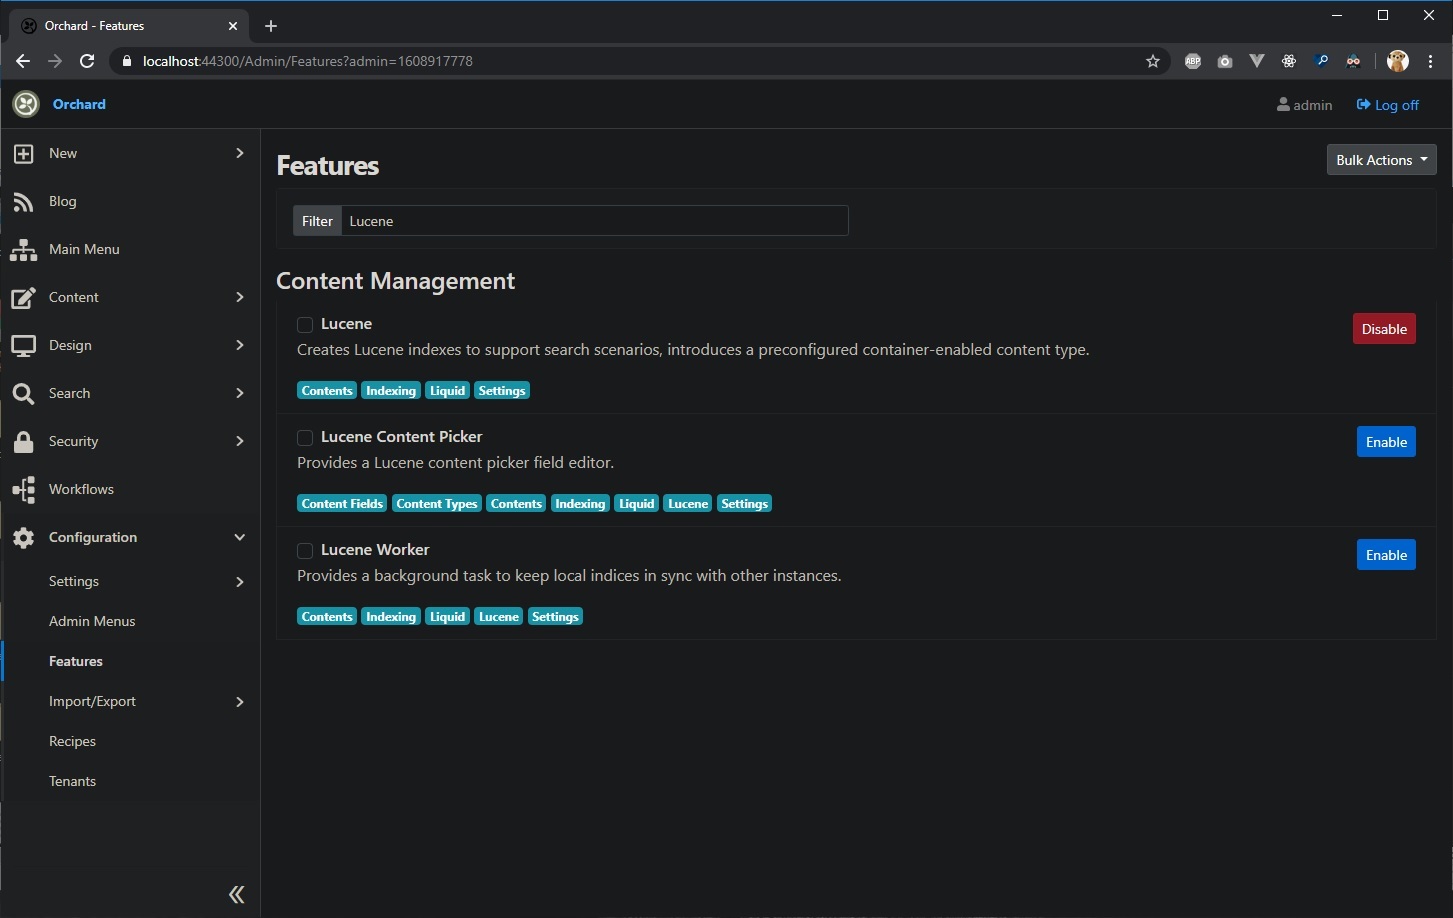 Orchard - Features
localhost:44300/Admin/Features?admin=1608917778
ABP
Orchard
admin
Log off
New
Blog
Main Menu
Content
Design
Search
Security
Workflows
Configuration
Settings
Admin Menus
Features
Import/Export
Recipes
Tenants
Features
Bulk Actions
Filter Lucene
Content Management
Lucene
Disable
Creates Lucene indexes to support search scenarios, introduces a preconfigured container-enabled content type.
Contents Indexing Liquid Settings
Lucene Content Picker
Enable
Provides a Lucene content picker field editor.
Content Fields Content Types Contents Indexing Liquid Lucene Settings
Lucene Worker
Enable
Provides a background task to keep local indices in sync with other instances.
Contents Indexing Liquid Lucene Settings